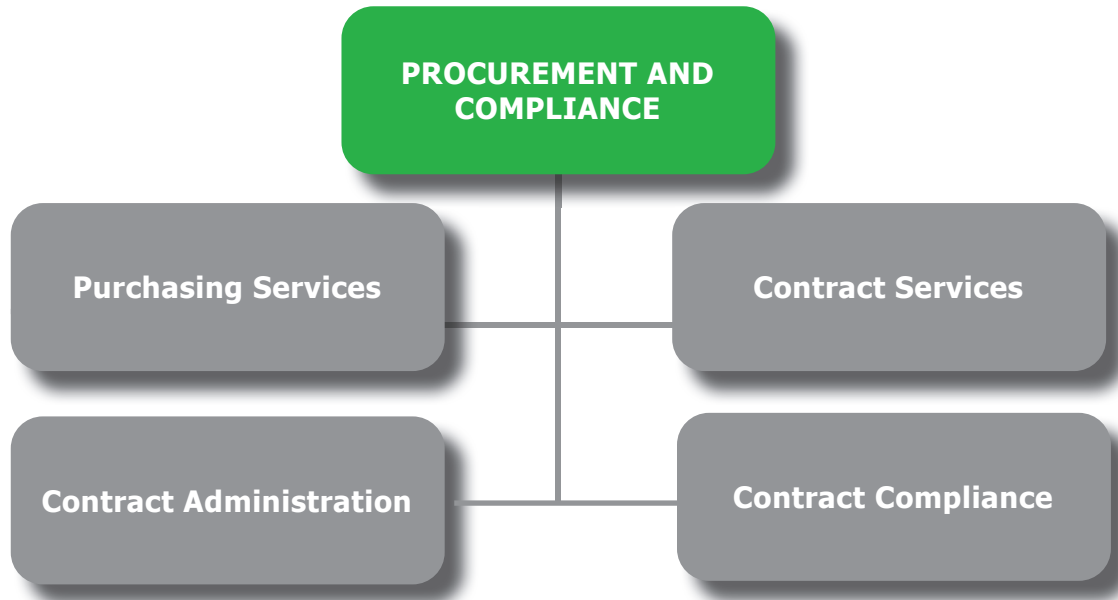 PROCUREMENT AND
COMPLIANCE
Purchasing Services
Contract Services
Contract Administration
Contract Compliance